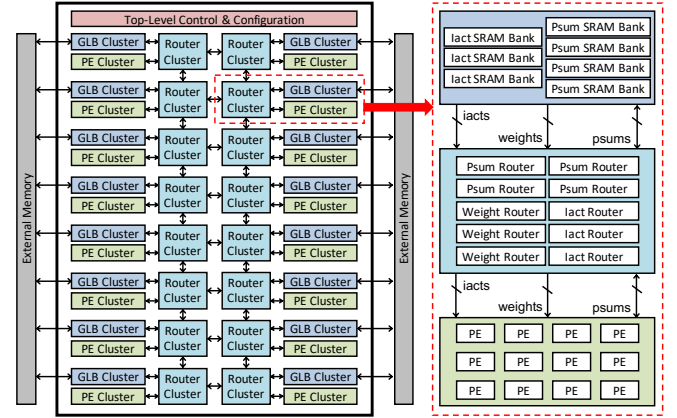 Top-Level Control & Configuration
External Memory
GLB Cluster
PE Cluster
Router
Cluster
Router
Cluster
GLB Cluster
PE Cluster
GLB Cluster
PE Cluster
Router
Cluster
Router
Cluster
GLB Cluster
PE Cluster
GLB Cluster
PE Cluster
Router
Cluster
Router
Cluster
GLB Cluster
PE Cluster
GLB Cluster
PE Cluster
Router
Cluster
Router
Cluster
GLB Cluster
PE Cluster
GLB Cluster
PE Cluster
Router
Cluster
Router
Cluster
GLB Cluster
PE Cluster
GLB Cluster
PE Cluster
Router
Cluster
Router
Cluster
GLB Cluster
PE Cluster
GLB Cluster
PE Cluster
Router
Cluster
Router
Cluster
GLB Cluster
PE Cluster
GLB Cluster
PE Cluster
Router
Cluster
Router
Cluster
GLB Cluster
PE Cluster
External Memory
Iact SRAM Bank
Iact SRAM Bank
Iact SRAM Bank
Psum SRAM Bank
Psum SRAM Bank
Psum SRAM Bank
Psum SRAM Bank
iacts
weights
psums
Psum Router Psum Router
Psum Router Psum Router
Weight Router Iact Router
Weight Router Iact Router
Weight Router Iact Router
iacts
weights
psums
PE PE PE PE
PE PE PE PE
PE PE PE PE